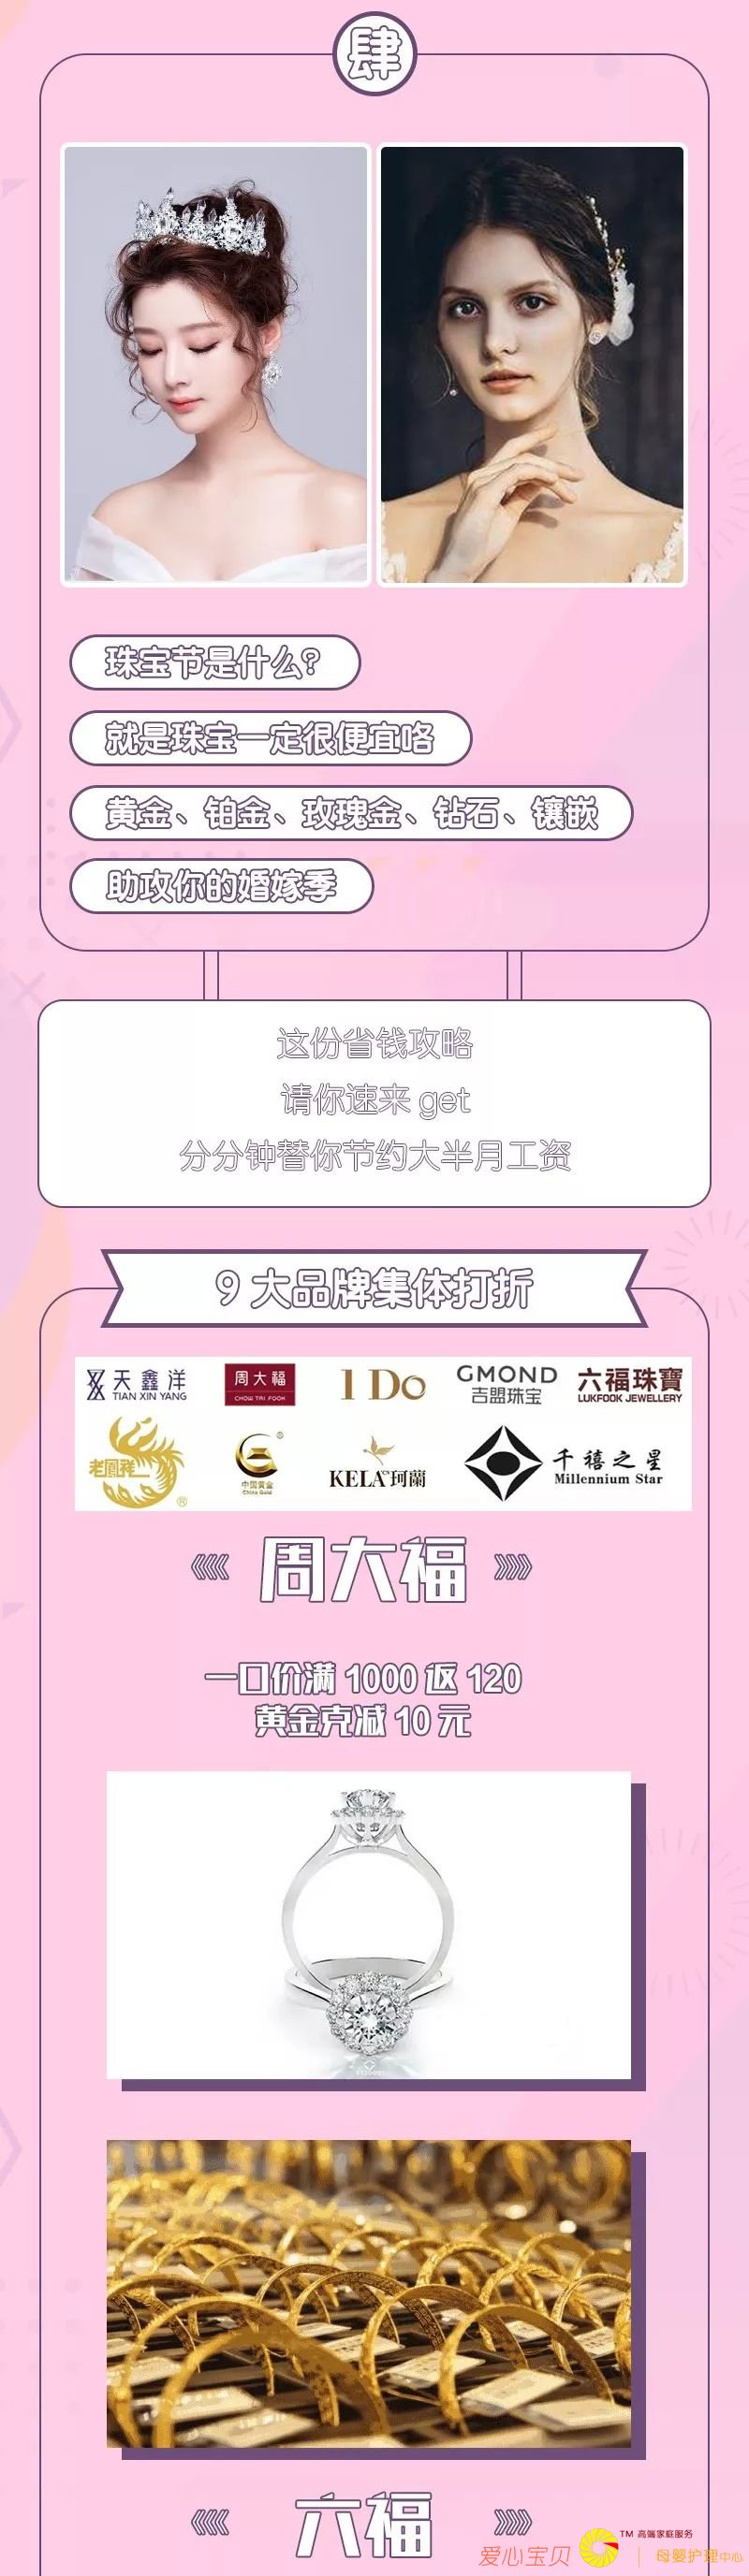 肆
珠宝节是什么?
就是珠宝一定很便宜咯
黄金、铂金、玫瑰金、钻石、镶嵌
助攻你的婚嫁季
这份省钱攻略
请你速来 get
分分钟替你节约大半月工资
9 大品牌集体打折
天鑫洋
TIAN XIN YANG
周大福
CHOW TAI FOOK
I DO
GMOND
吉盟珠宝
六福珠寶
LUKFOOK JEWELLERY
老鳳祥
®
®
中国黄金
China Gold
KELA 珂蘭
千禧之星
Millennium Star
周大福
一口价满 1000 返 120
黄金克减 10 元
六福
爱心宝贝
TM 高端家庭服务
母婴护理中心